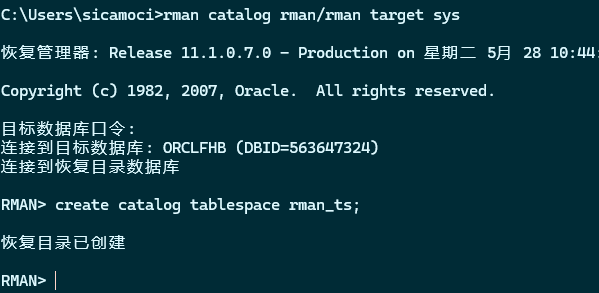 C:\Users\sicamoci>rman catalog rman/rman target sys
恢复管理器: Release 11.1.0.7.0 - Production on 星期二 5月 28 10:44:
Copyright (c) 1982, 2007, Oracle.  All rights reserved.
目标数据库口令:
连接到目标数据库: ORCLFHB (DBID=563647324)
连接到恢复目录数据库
RMAN> create catalog tablespace rman_ts;
恢复目录已创建
RMAN>